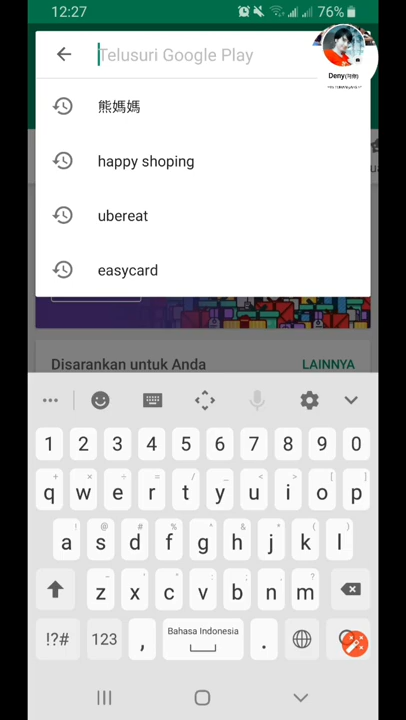 12:27
76%
Telusuri Google Play
Deny
熊媽媽
happy shoping
ubereat
easycard
Disarankan untuk Anda
LAINNYA
1 2 3 4 5 6 7 8 9 0
q w e r t y u i o p
a s d f g h j k l
z x c v b n m
!?# 123 , Bahasa Indonesia .